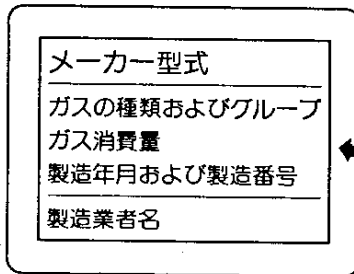 メーカー型式
ガスの種類およびグループ
ガス消費量
製造年月および製造番号
製造業者名